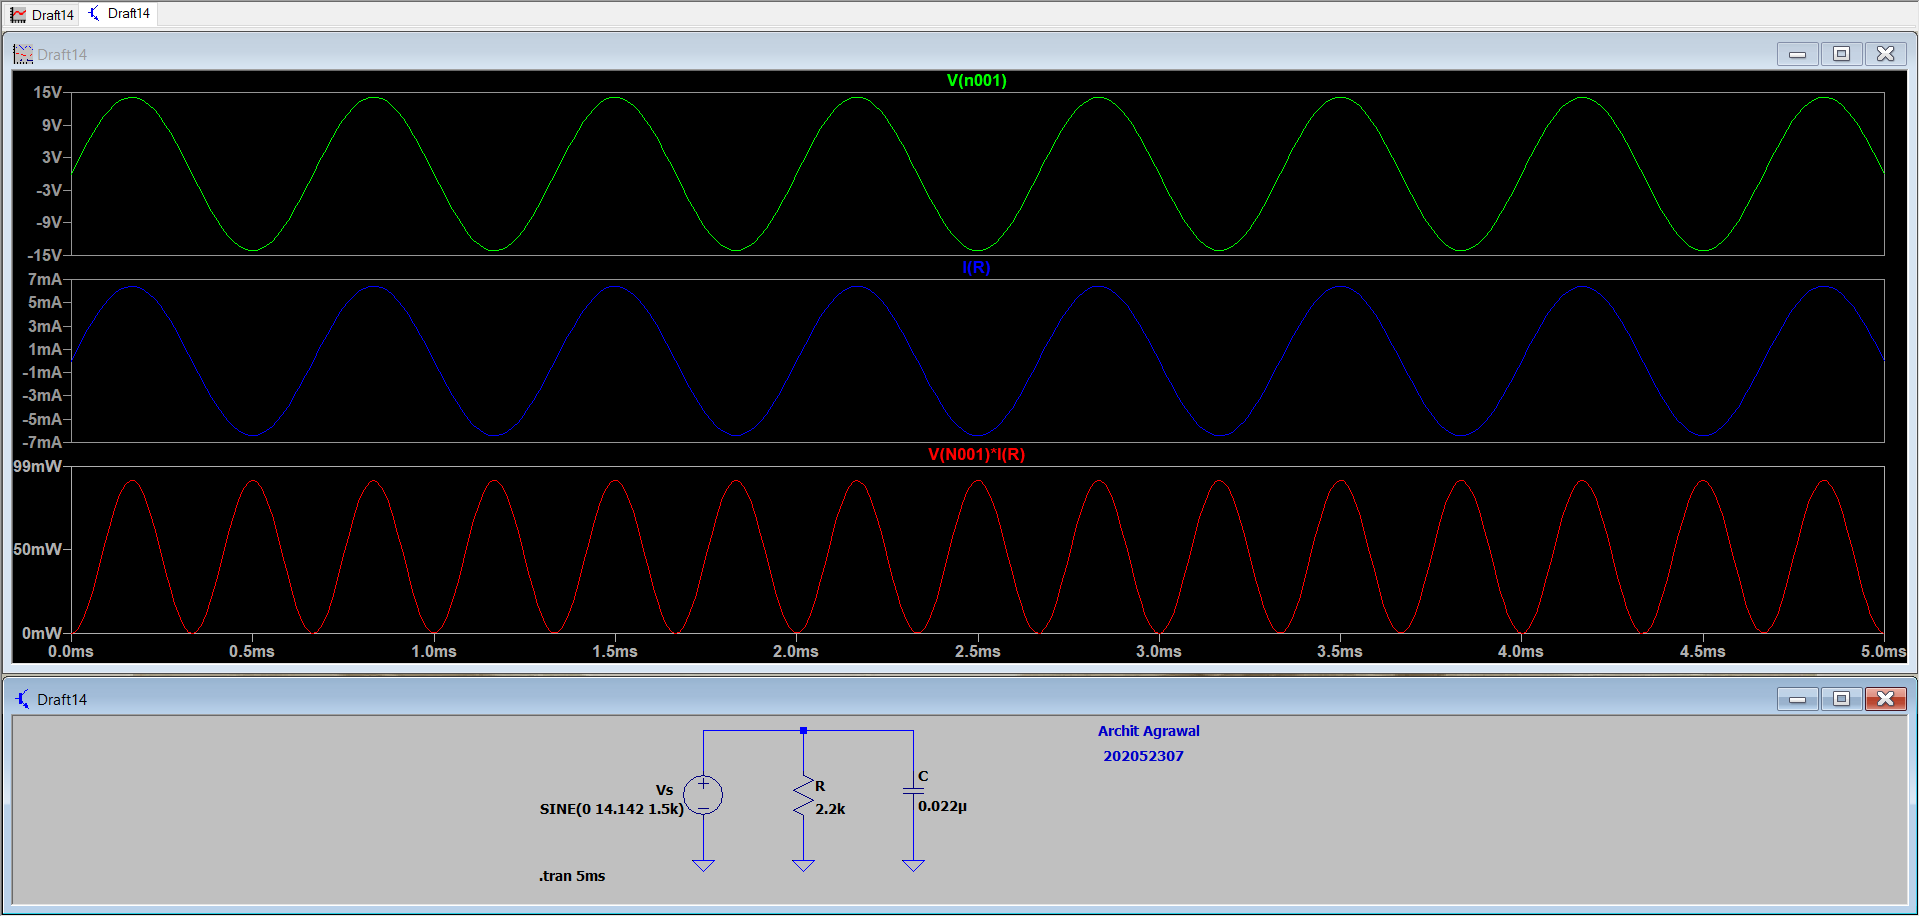 Draft14 Draft14
Draft14
V(n001)
15V
9V
3V
-3V
-9V
-15V
I(R)
7mA
5mA
3mA
1mA
-1mA
-3mA
-5mA
-7mA
V(N001)*I(R)
99mW
50mW
0mW
0.0ms 0.5ms 1.0ms 1.5ms 2.0ms 2.5ms 3.0ms 3.5ms 4.0ms 4.5ms 5.0ms
Draft14
Archit Agrawal
202052307
Vs
SINE(0 14.142 1.5k)
R
2.2k
C
0.022µ
.tran 5ms